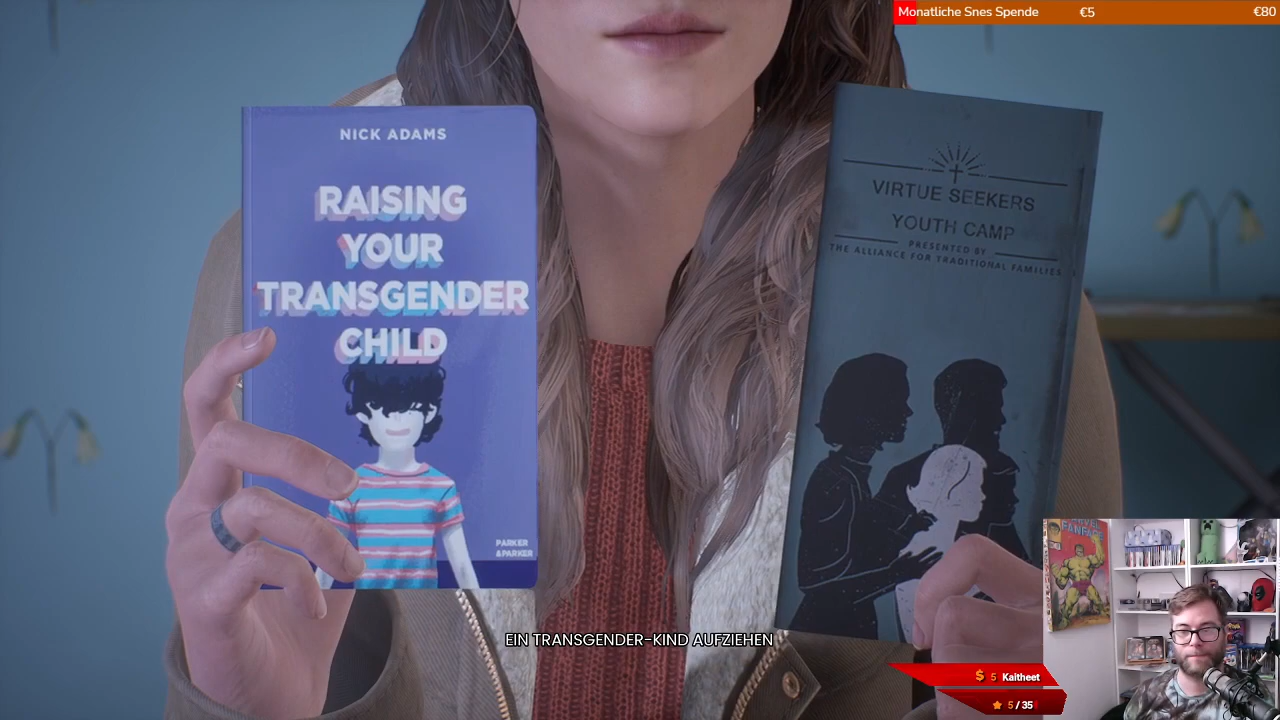 Monatliche Snes Spende €5 €80
NICK ADAMS
RAISING
YOUR
TRANSGENDER
CHILD
PARKER
&PARKER
VIRTUE SEEKERS
YOUTH CAMP
PRESENTED BY
THE ALLIANCE FOR TRADITIONAL FAMILIES
EIN TRANSGENDER-KIND AUFZIEHEN
FANFARE
$ 5 Kaitheet
5 / 35